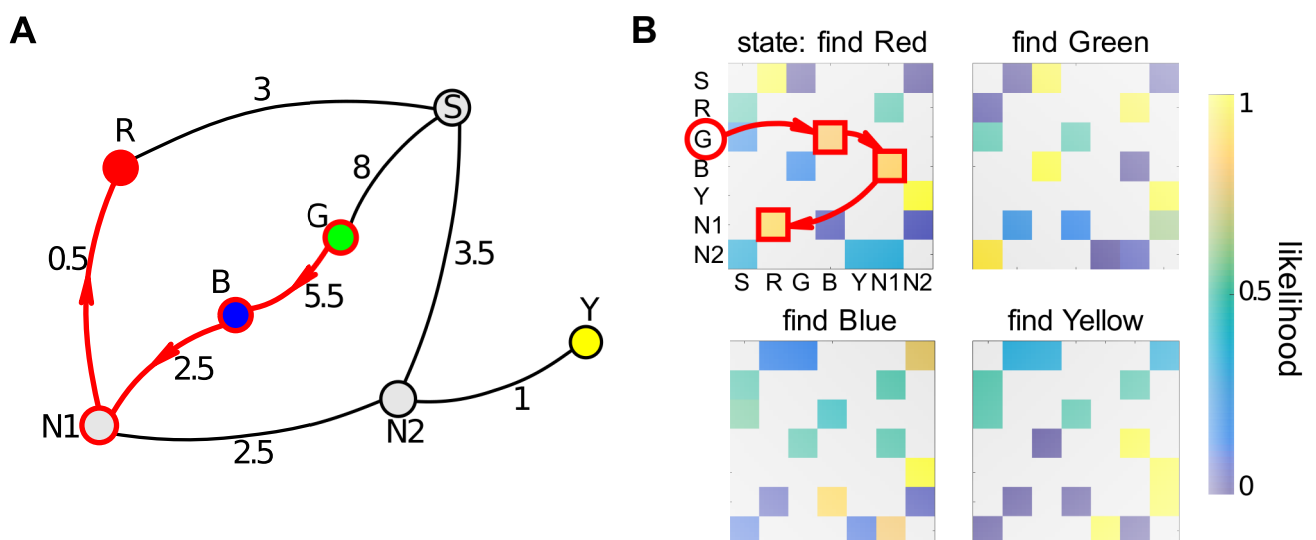 A
B
state: find Red
find Green
3
S
R
8
G
0.5
5.5
3.5
B
Y
2.5
1
N1
N2
2.5
S
R
G
B
Y
N1
N2
S R G B Y N1 N2
find Blue
find Yellow
1
0.5
0
likelihood